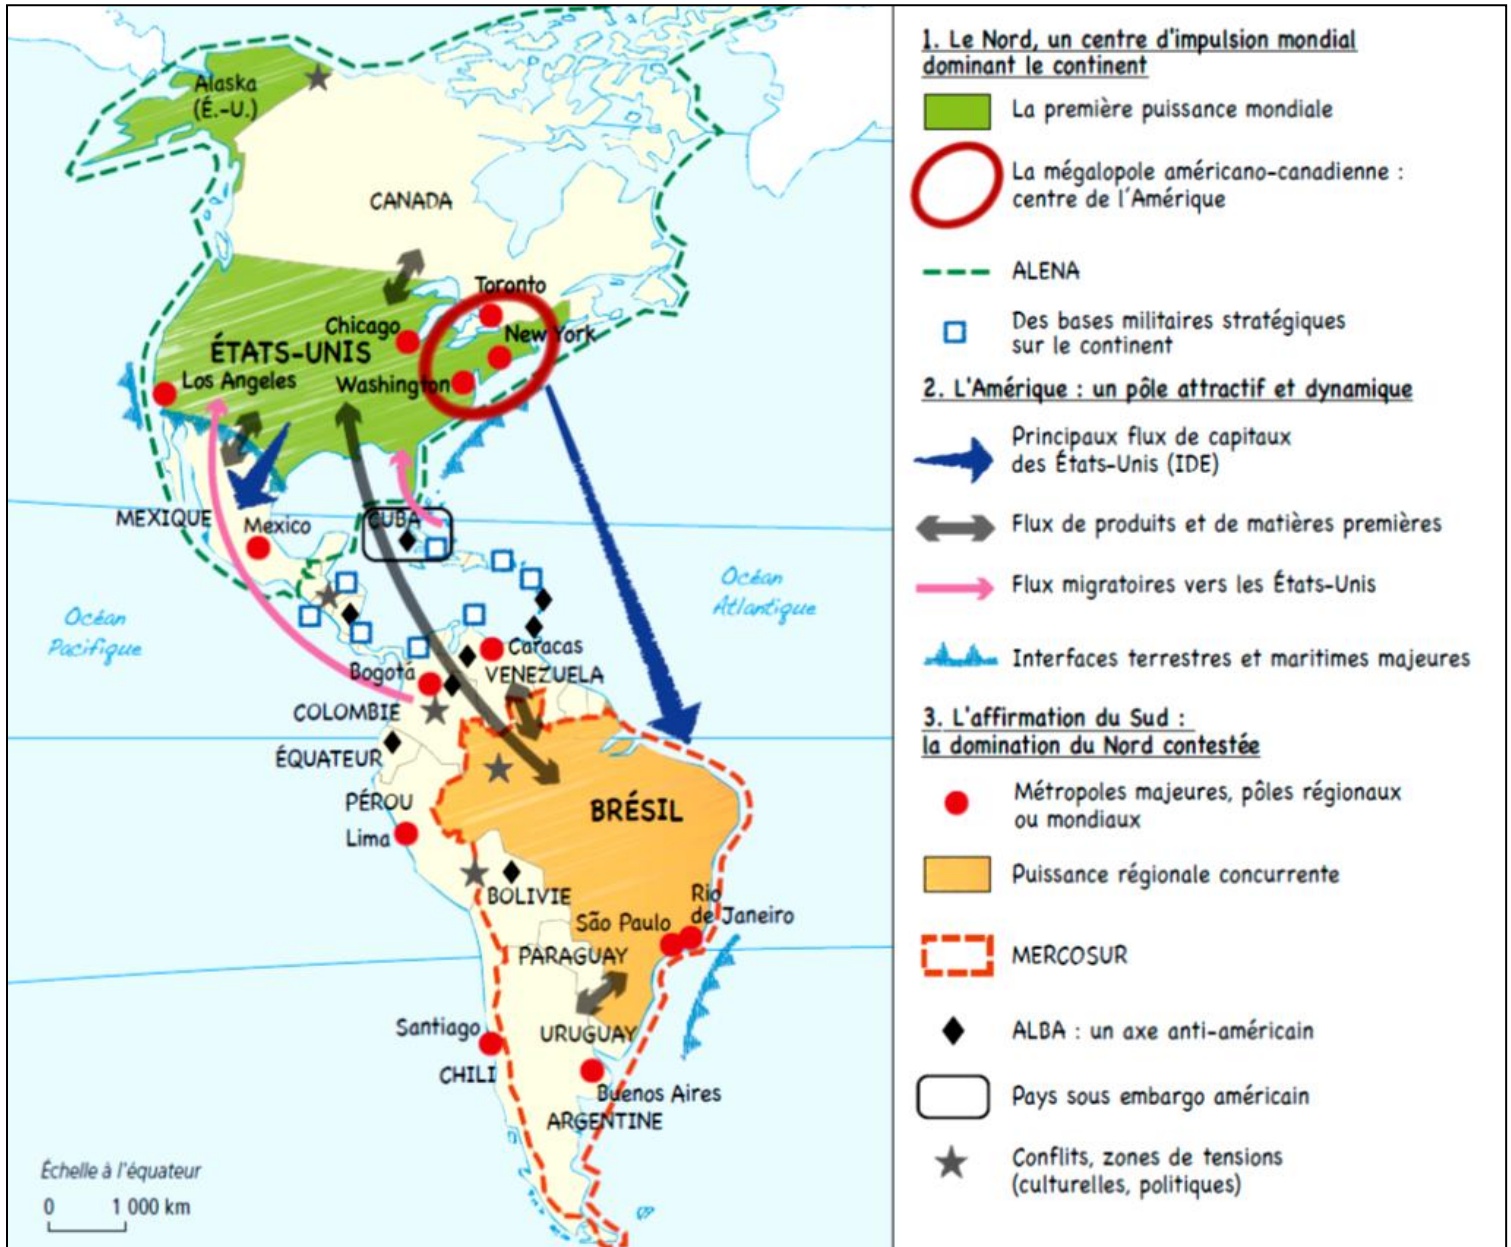 Alaska
(É.-U.)
CANADA
Toronto
Chicago
New York
ÉTATS-UNIS
Los Angeles
Washington
MEXIQUE
Mexico
CUBA
Océan
Atlantique
Océan
Pacifique
Caracas
Bogotá
VENEZUELA
COLOMBIE
ÉQUATEUR
PÉROU
BRÉSIL
Lima
BOLIVIE
Rio
de Janeiro
São Paulo
PARAGUAY
Santiago
URUGUAY
CHILI
Buenos Aires
ARGENTINE
Échelle à l'équateur
0 1 000 km
1. Le Nord, un centre d'impulsion mondial
dominant le continent
La première puissance mondiale
La mégalopole américano-canadienne :
centre de l'Amérique
ALENA
Des bases militaires stratégiques
sur le continent
2. L'Amérique : un pôle attractif et dynamique
Principaux flux de capitaux
des États-Unis (IDE)
Flux de produits et de matières premières
Flux migratoires vers les États-Unis
Interfaces terrestres et maritimes majeures
3. L'affirmation du Sud :
la domination du Nord contestée
Métropoles majeures, pôles régionaux
ou mondiaux
Puissance régionale concurrente
MERCOSUR
ALBA : un axe anti-américain
Pays sous embargo américain
Conflits, zones de tensions
(culturelles, politiques)